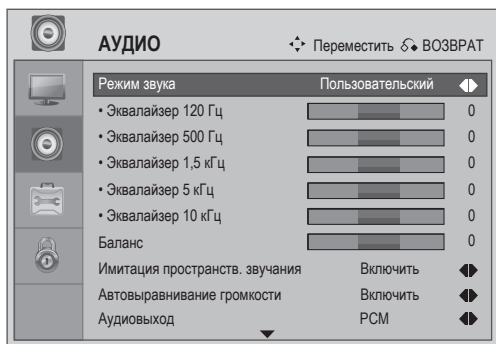 АУДИО Переместить ВОЗВРАТ
Режим звука Пользовательский
• Эквалайзер 120 Гц 0
• Эквалайзер 500 Гц 0
• Эквалайзер 1,5 кГц 0
• Эквалайзер 5 кГц 0
• Эквалайзер 10 кГц 0
Баланс 0
Имитация пространств. звучания Включить
Автовыравнивание громкости Включить
Аудиовыход PCM